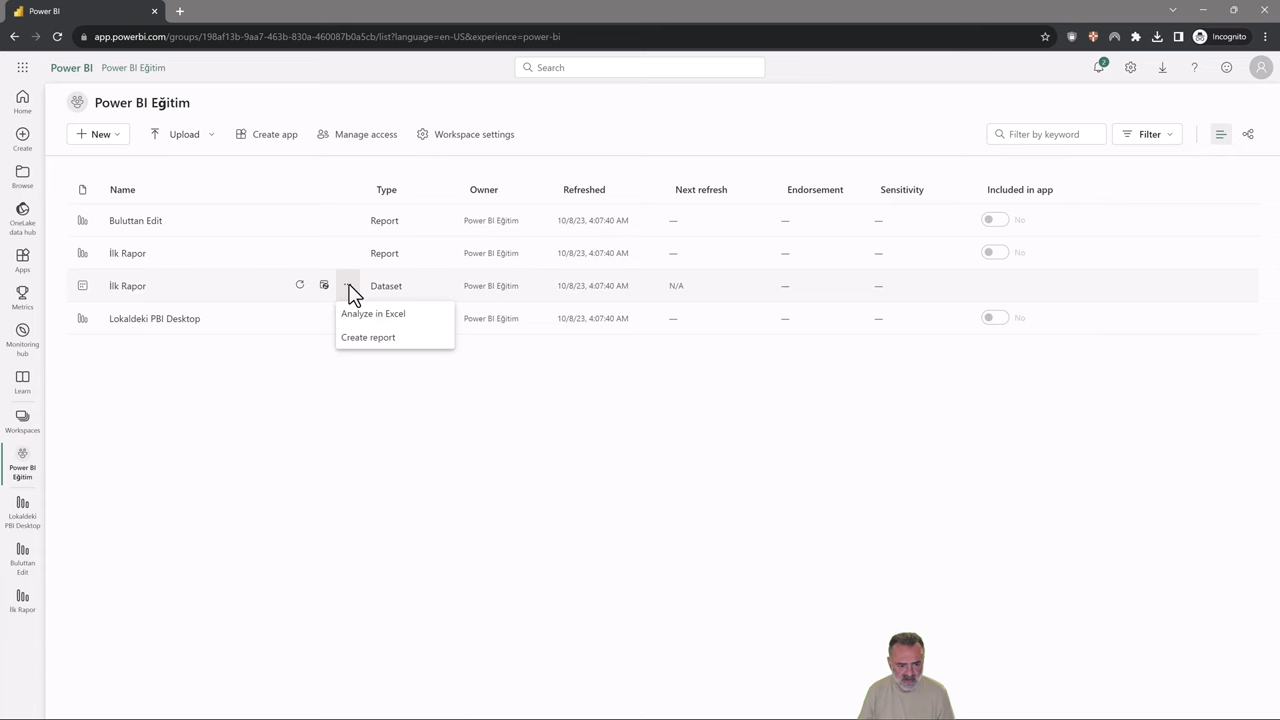 Power BI
app.powerbi.com/groups/198af13b-9aa7-463b-830a-460087b0a5cb/list?language=en-US&experience=power-bi
Incognito
Power BI Power BI Eğitim
Search
2
Home
Create
Browse
OneLake
data hub
Apps
Metrics
Monitoring
hub
Learn
Workspaces
Power BI
Eğitim
Lokaldeki
PBI Desktop
Buluttan
Edit
İlk Rapor
Power BI Eğitim
New Upload Create app Manage access Workspace settings
Filter by keyword Filter
Name Type Owner Refreshed Next refresh Endorsement Sensitivity Included in app
Buluttan Edit Report Power BI Eğitim 10/8/23, 4:07:40 AM — — — No
İlk Rapor Report Power BI Eğitim 10/8/23, 4:07:40 AM — — — No
İlk Rapor Dataset Power BI Eğitim 10/8/23, 4:07:40 AM N/A — —
Analyze in Excel
Lokaldeki PBI Desktop Power BI Eğitim 10/8/23, 4:07:40 AM — — — No
Create report